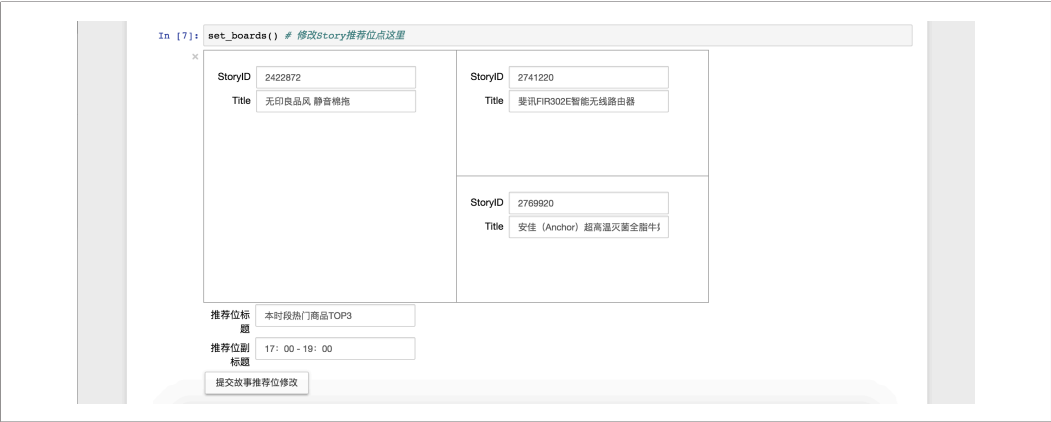 In [7]: set_boards() # 修改Story推荐位点这里
×
StoryID 2422872
Title 无印良品风 静音棉拖
StoryID 2741220
Title 斐讯FIR302E智能无线路由器
StoryID 2769920
Title 安佳（Anchor）超高温灭菌全脂牛
推荐位标
题
本时段热门商品TOP3
推荐位副
标题
17：00 - 19：00
提交故事推荐位修改